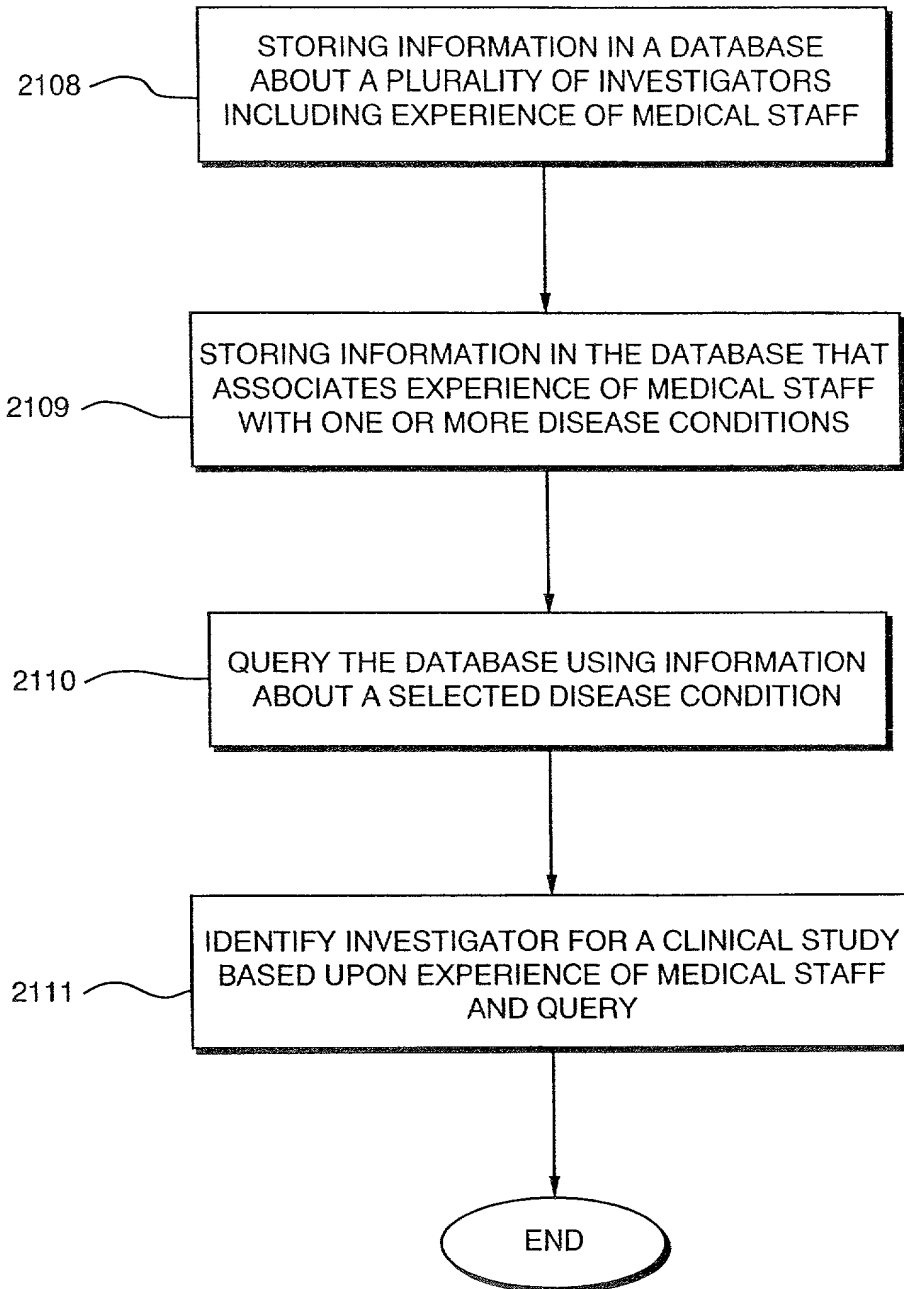 2108
STORING INFORMATION IN A DATABASE
ABOUT A PLURALITY OF INVESTIGATORS
INCLUDING EXPERIENCE OF MEDICAL STAFF
2109
STORING INFORMATION IN THE DATABASE THAT
ASSOCIATES EXPERIENCE OF MEDICAL STAFF
WITH ONE OR MORE DISEASE CONDITIONS
2110
QUERY THE DATABASE USING INFORMATION
ABOUT A SELECTED DISEASE CONDITION
2111
IDENTIFY INVESTIGATOR FOR A CLINICAL STUDY
BASED UPON EXPERIENCE OF MEDICAL STAFF
AND QUERY
END